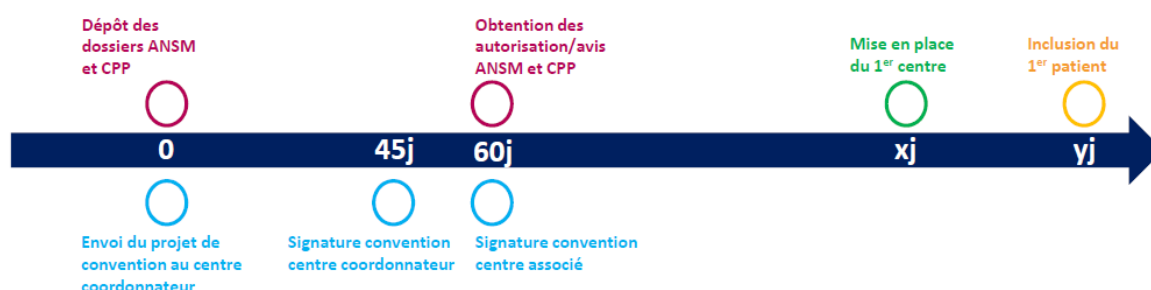 Dépôt des
dossiers ANSM
et CPP
Obtention des
autorisation/avis
ANSM et CPP
Mise en place
du 1er centre
Inclusion du
1er patient
0
45j
60j
xj
yj
Envoi du projet de
convention au centre
coordonnateur
Signature convention
centre coordonnateur
Signature convention
centre associé